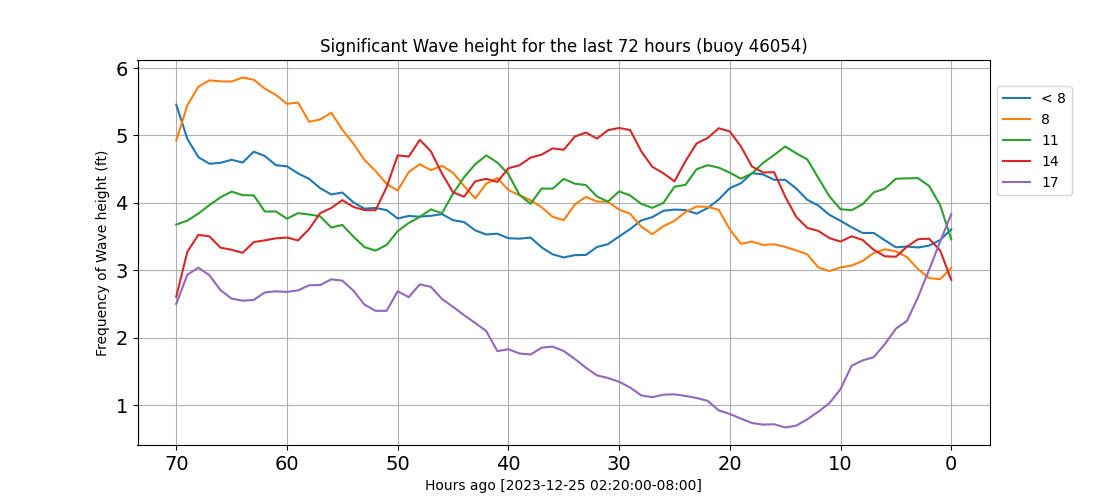 Significant Wave height for the last 72 hours (buoy 46054)
Frequency of Wave height (ft)
6
5
4
3
2
1
70 60 50 40 30 20 10 0
Hours ago [2023-12-25 02:20:00-08:00]
< 8
8
11
14
17